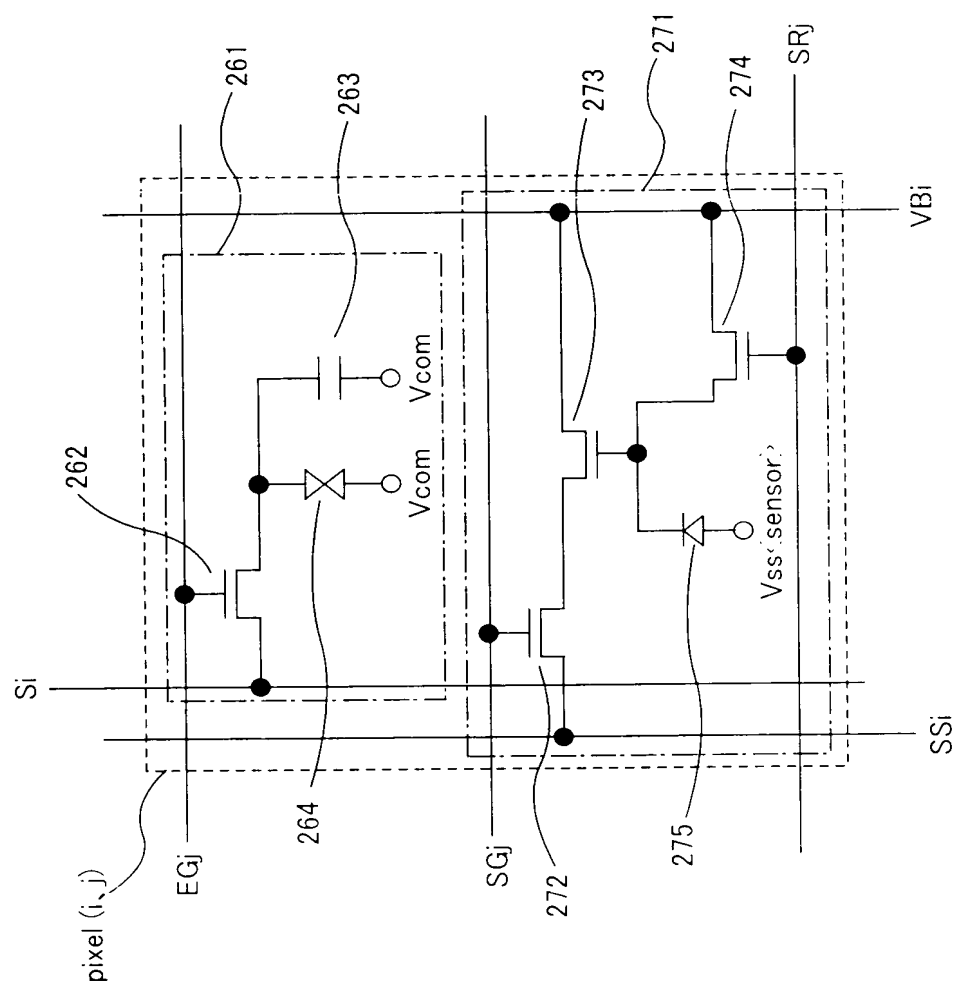 pixel (i、j)
EGj
Si
262
261
263
Vcom
Vcom
264
SGj
272
SSi
273
271
274
SRj
275
Vss(sensor)
VBi